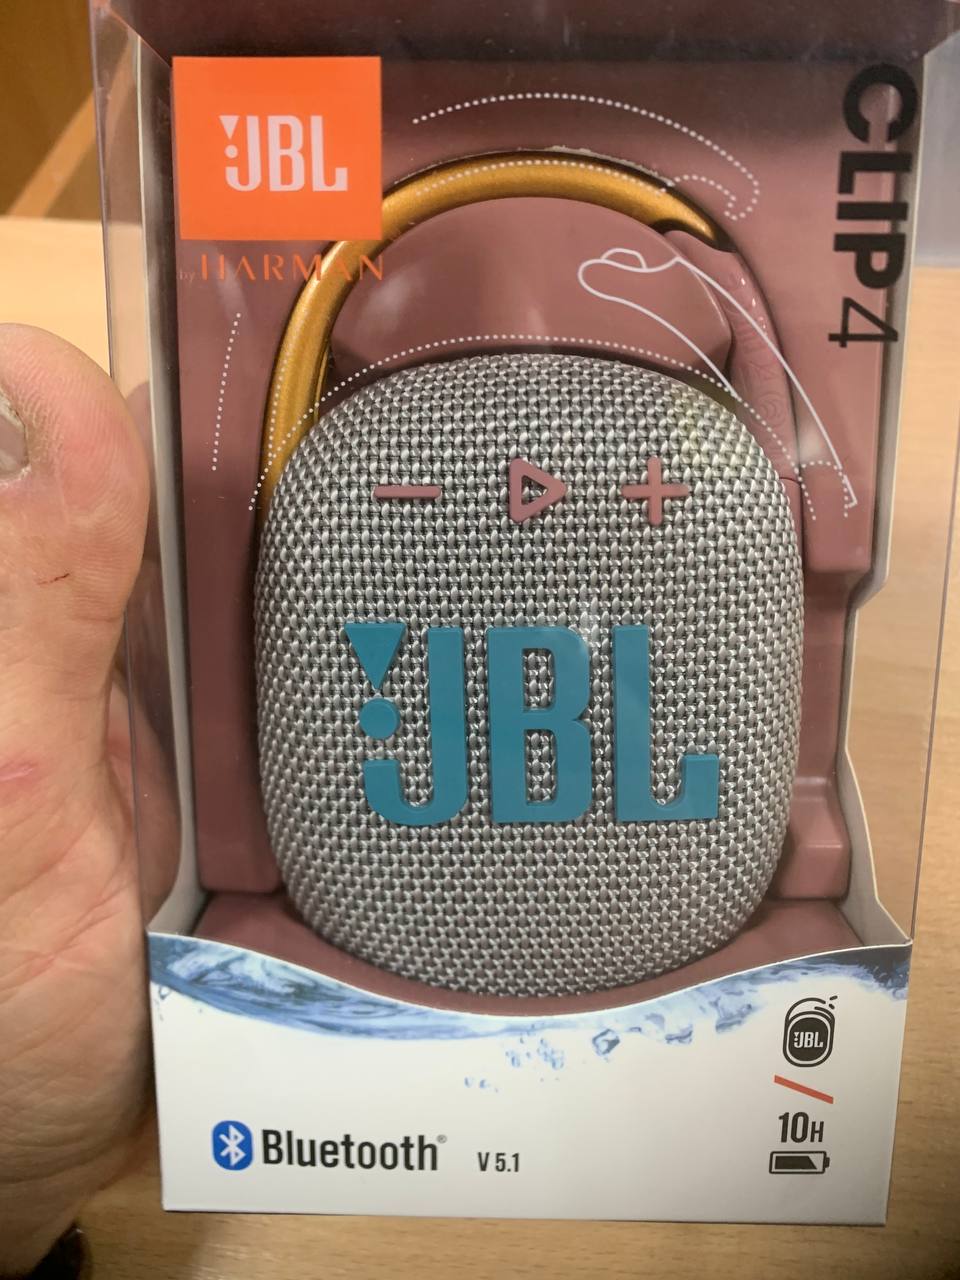 JBL
by HARMAN
CLIP 4
JBL
JBL
10H
Bluetooth®
V 5.1